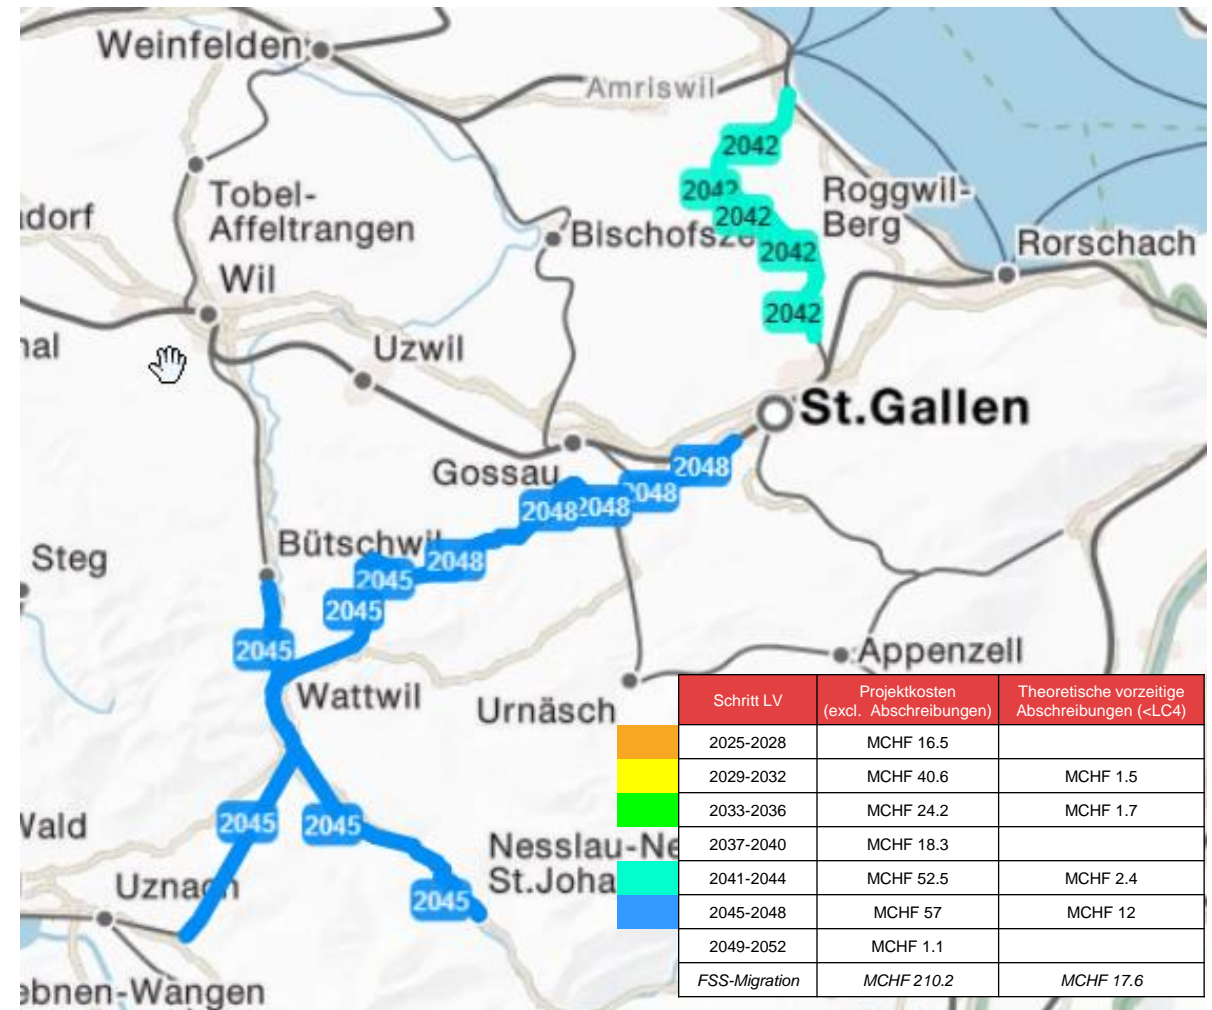 Weinfelden
Amriswil
2042
Tobel-
Affeltrangen
2042
2042
Roggwil-
Berg
dorf
Bischofsze
2042
Rorschach
Wil
2042
al
Uzwil
St.Gallen
Gossau
2048
2048
2048
2048
Bütschwil
2048
Steg
2045
2045
2045
Appenzell
Wattwil
Urnäsch
2045
2045
Wald
Nesslau-Ne
St.Joha
Uznach
2045
ebnen-Wangen
Schritt LV Projektkosten (excl. Abschreibungen) Theoretische vorzeitige Abschreibungen (<LC4)
2025-2028 MCHF 16.5
2029-2032 MCHF 40.6 MCHF 1.5
2033-2036 MCHF 24.2 MCHF 1.7
2037-2040 MCHF 18.3
2041-2044 MCHF 52.5 MCHF 2.4
2045-2048 MCHF 57 MCHF 12
2049-2052 MCHF 1.1
FSS-Migration MCHF 210.2 MCHF 17.6